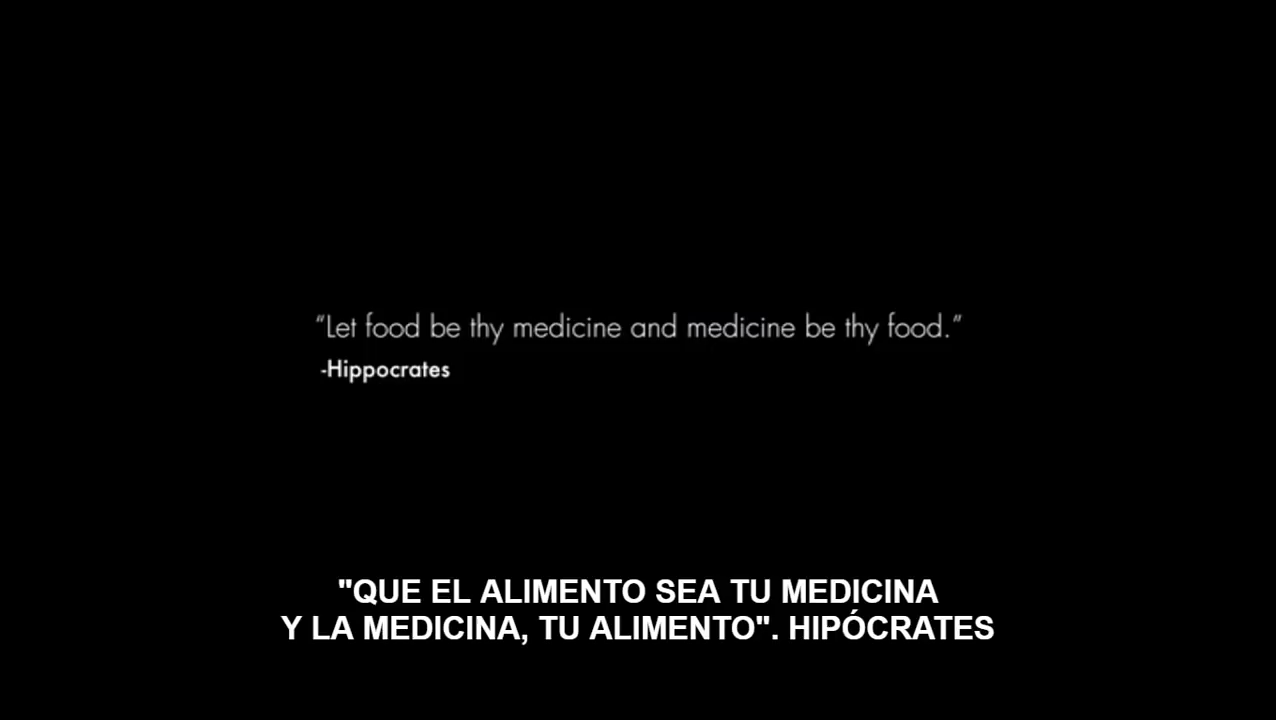 “Let food be thy medicine and medicine be thy food.”
-Hippocrates
"QUE EL ALIMENTO SEA TU MEDICINA
Y LA MEDICINA, TU ALIMENTO". HIPÓCRATES